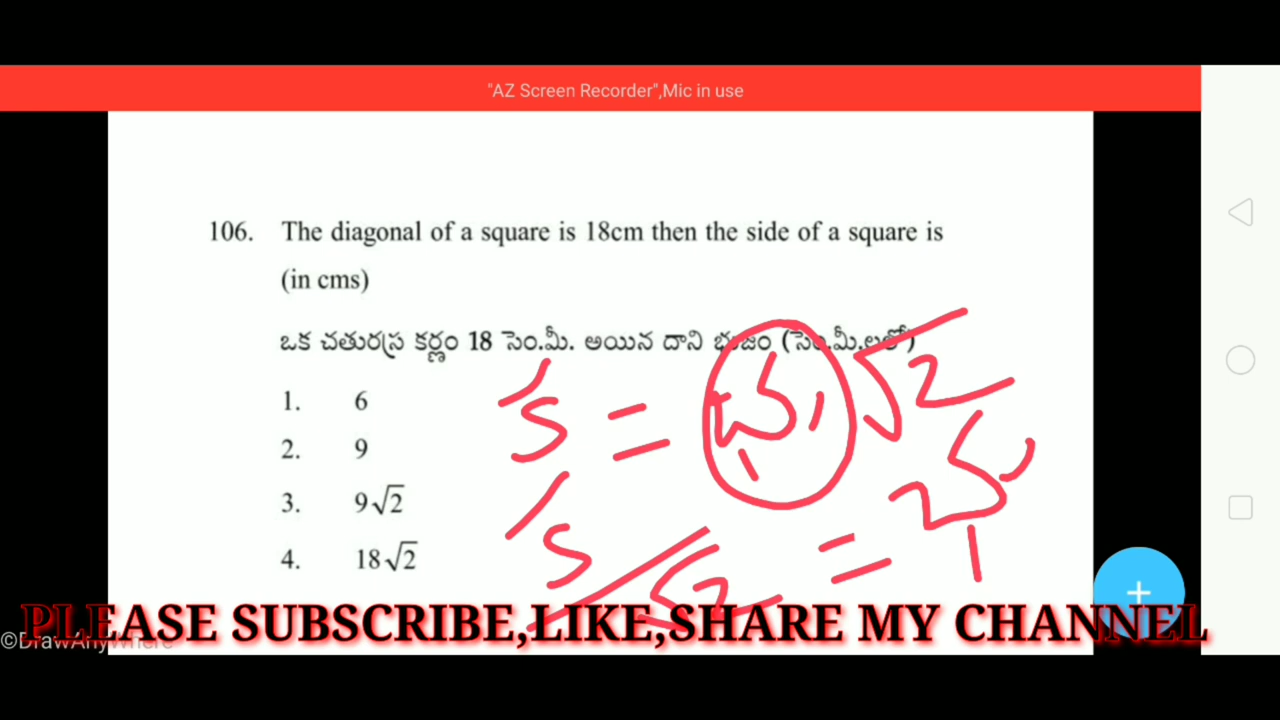 "AZ Screen Recorder",Mic in use
106. The diagonal of a square is 18cm then the side of a square is
(in cms)
ఒక చతురస్ర కర్ణం 18 సెం.మీ. అయిన దాని భుజం (సెం.మీ.లలో)
1. 6
2. 9
3. 9√2
4. 18√2
PLEASE SUBSCRIBE,LIKE,SHARE MY CHANNEL
©DrawAnywhere